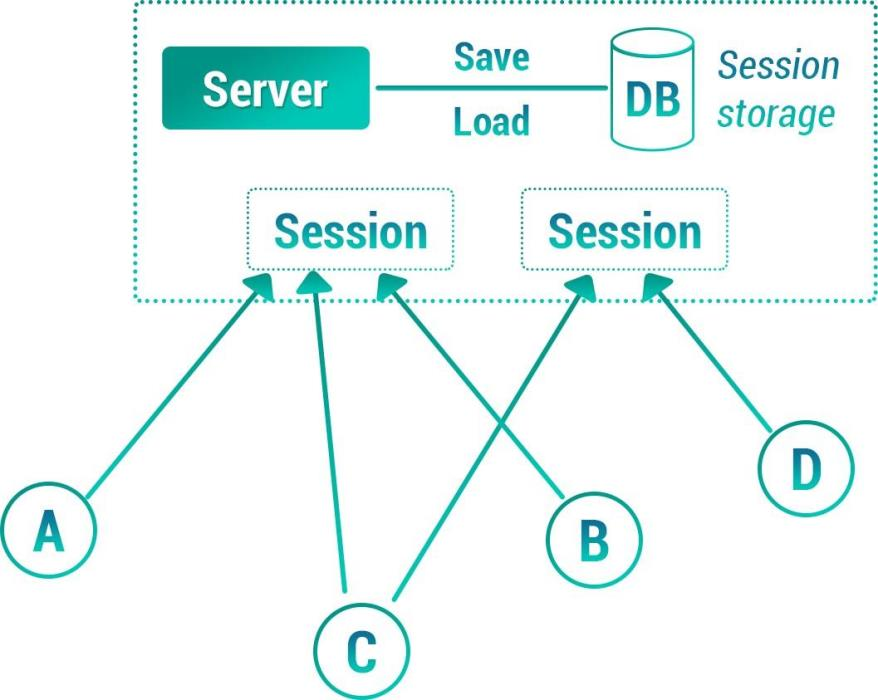 Server
Save
Load
DB
Session
storage
Session
Session
A
C
B
D